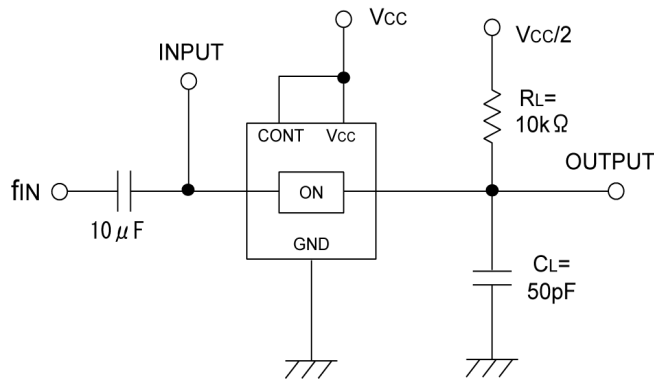 VCC
VCC/2
INPUT
RL=
10kΩ
CONT
VCC
OUTPUT
fIN
ON
10μF
GND
CL=
50pF